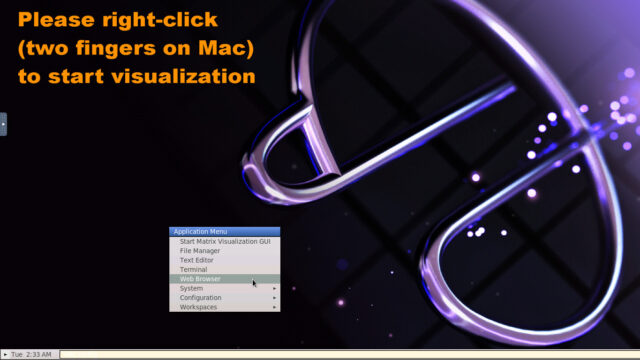 Please right-click
(two fingers on Mac)
to start visualization
Application Menu
Start Matrix Visualization GUI
File Manager
Text Editor
Terminal
Web Browser
System
Configuration
Workspaces
Tue. 2:33 AM